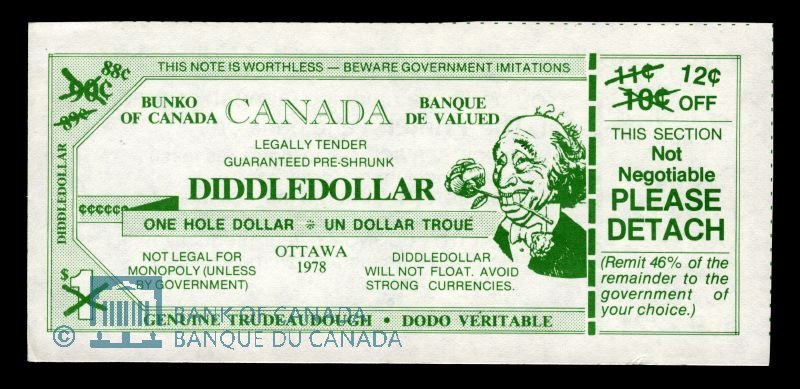 THIS NOTE IS WORTHLESS — BEWARE GOVERNMENT IMITATIONS
88¢
90¢
89¢
BUNKO
OF CANADA
CANADA
BANQUE
DE VALUED
LEGALLY TENDER
GUARANTEED PRE-SHRUNK
DIDDLEDOLLAR
DIDDLEDOLLAR
¢¢¢¢¢¢
ONE HOLE DOLLAR UN DOLLAR TROUÉ
NOT LEGAL FOR
MONOPOLY (UNLESS
BY GOVERNMENT)
OTTAWA
1978
DIDDLEDOLLAR
WILL NOT FLOAT. AVOID
STRONG CURRENCIES.
$1
GENUINE TRUDEAUDOUGH • DODO VERITABLE
11¢ 12¢
10¢ OFF
THIS SECTION
Not
Negotiable
PLEASE
DETACH
(Remit 46% of the
remainder to the
government of
your choice.)
© BANK OF CANADA
BANQUE DU CANADA